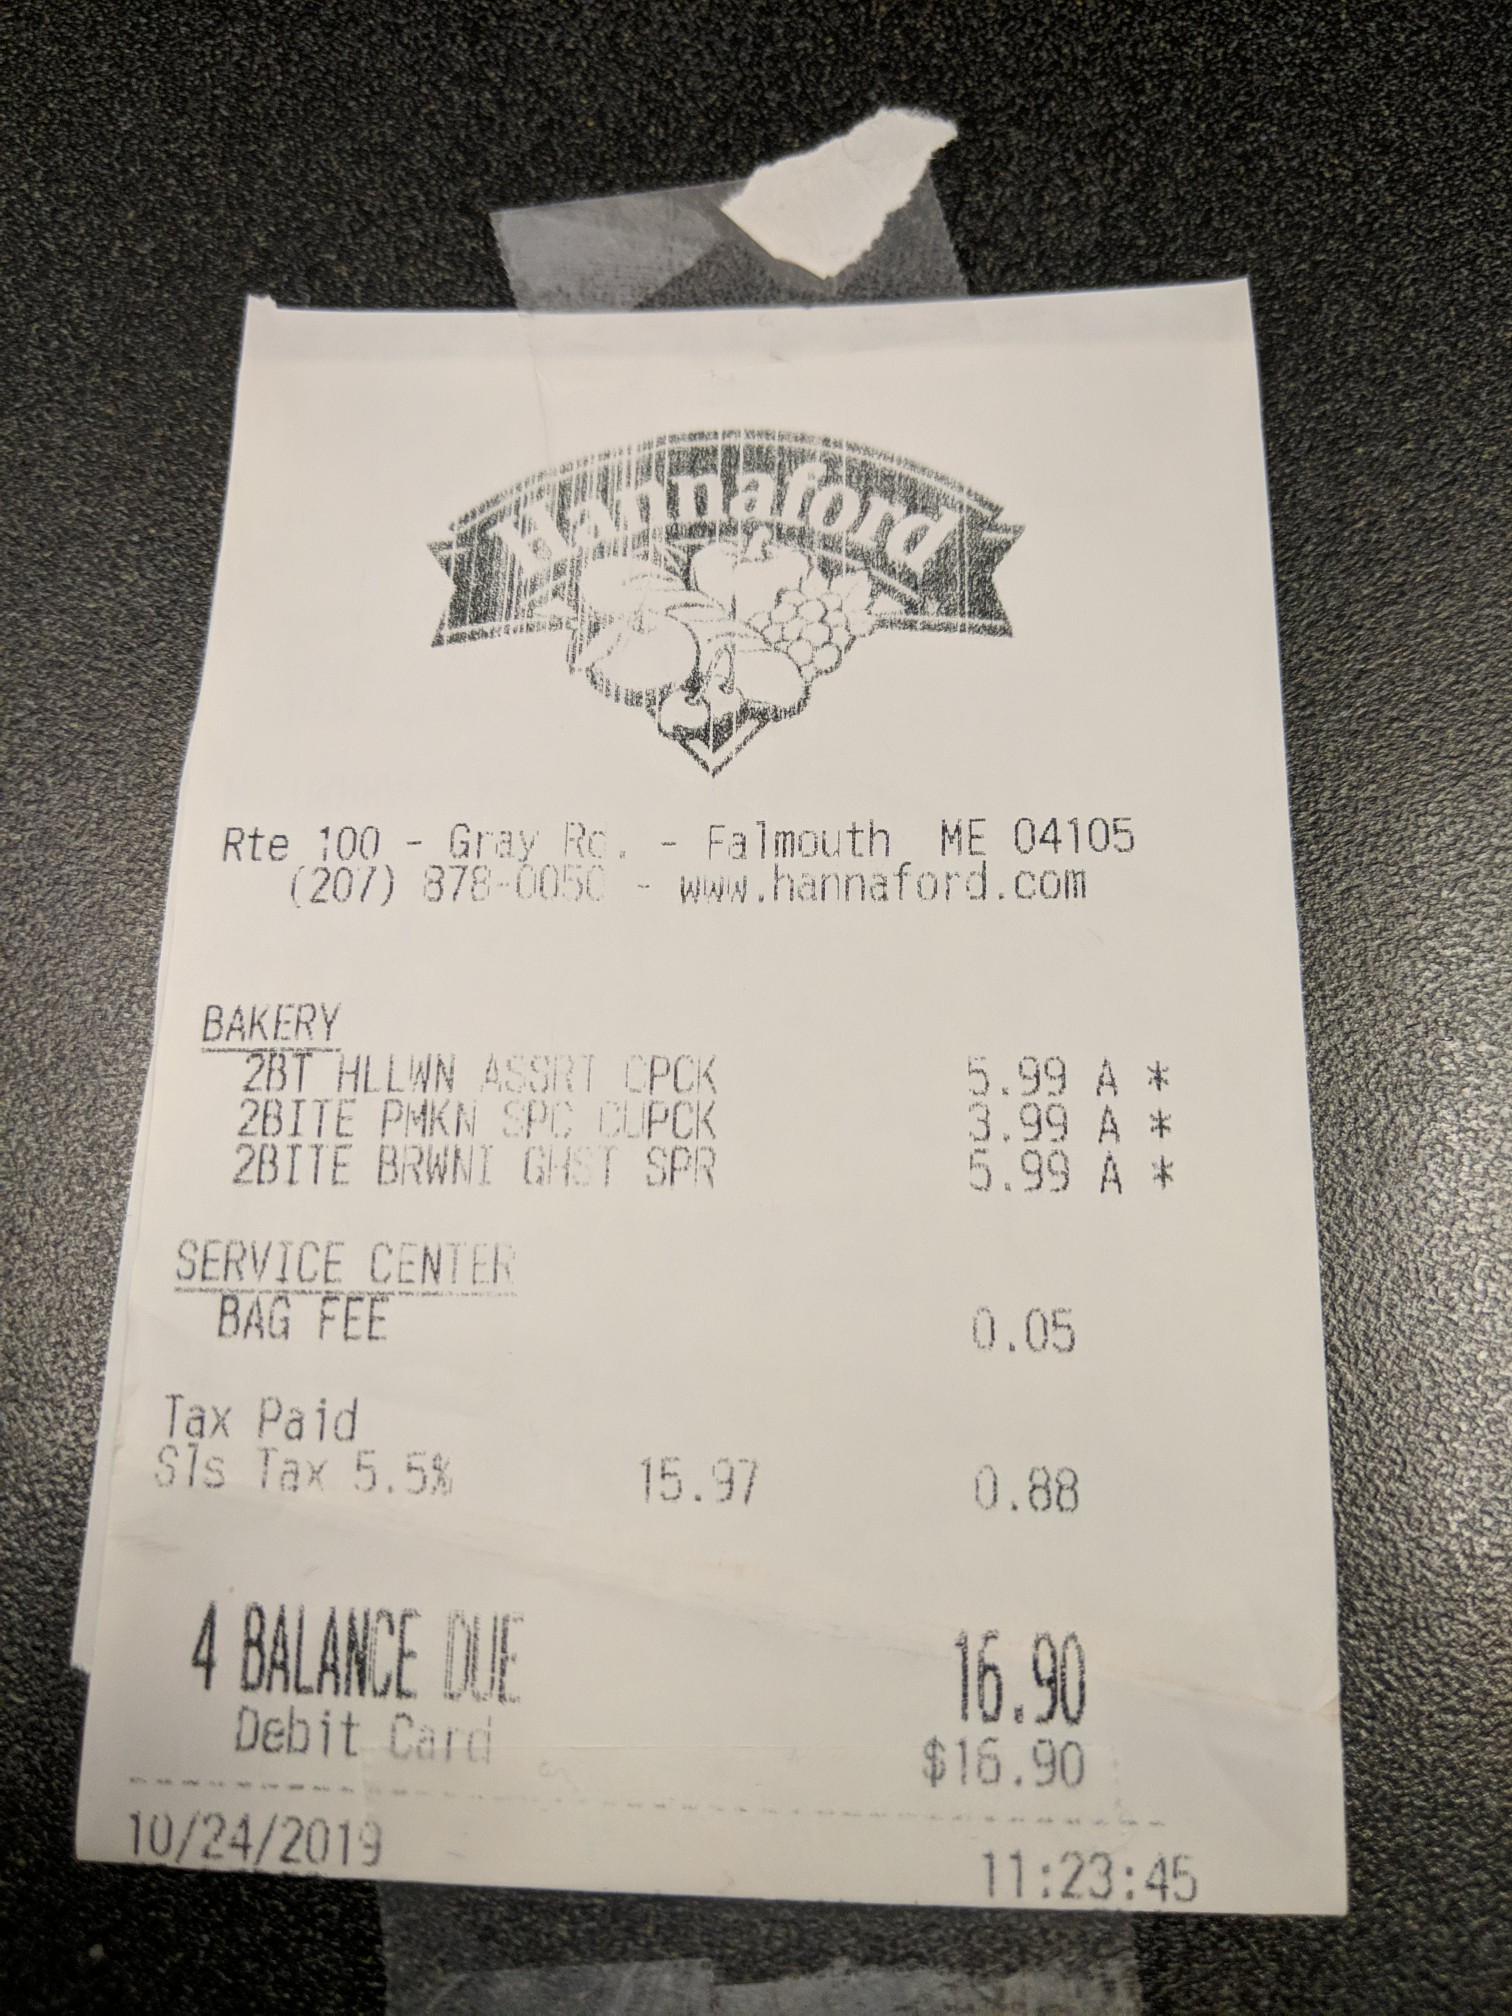 Hannaford
Rte 100 - Gray Rd. - Falmouth ME 04105
(207) 878-0050 - www.hannaford.com
BAKERY
2BT HLLWN ASSRT CPCK 5.99 A *
2BITE PMKN SPC CUPCK 3.99 A *
2BITE BRWNI GHST SPR 5.99 A *
SERVICE CENTER
BAG FEE 0.05
Tax Paid
Sls Tax 5.5% 15.97 0.88
4 BALANCE DUE 16.90
Debit Card $16.90
10/24/2019 11:23:45